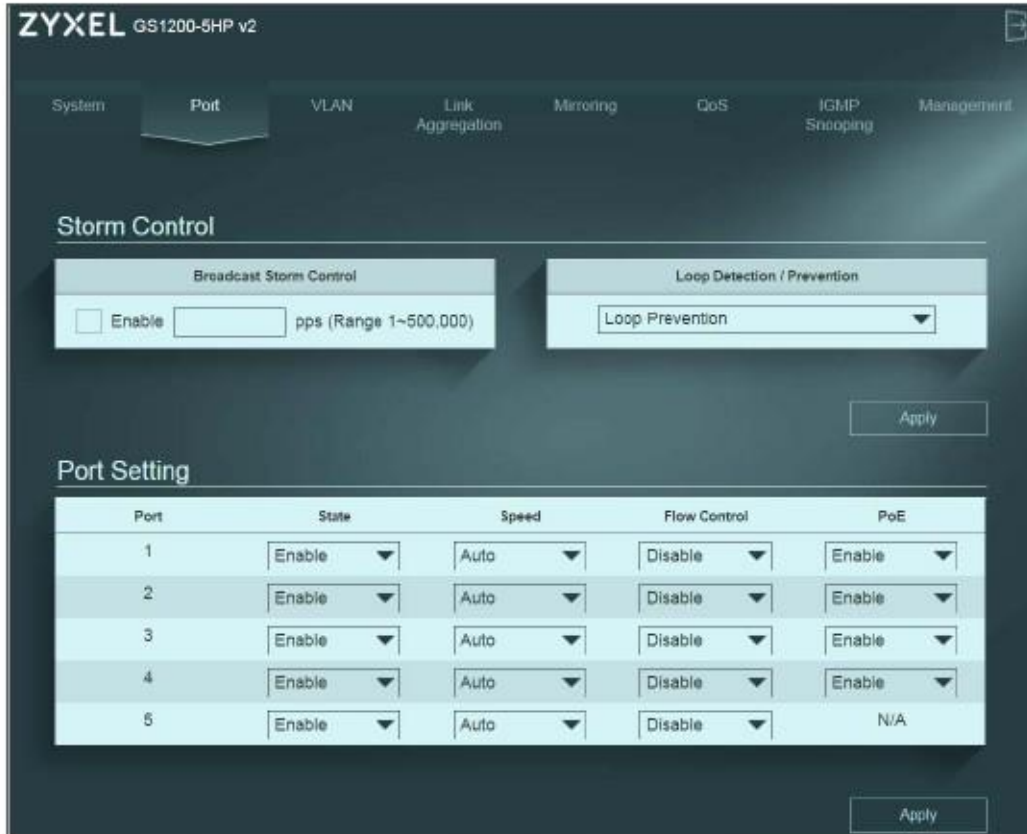 ZYXEL GS1200-5HP v2
System Port VLAN Link Aggregation Mirroring QoS IGMP Snooping Management
Storm Control
Broadcast Storm Control Loop Detection / Prevention
Enable pps (Range 1~500,000) Loop Prevention
Apply
Port Setting
Port State Speed Flow Control PoE
1 Enable Auto Disable Enable
2 Enable Auto Disable Enable
3 Enable Auto Disable Enable
4 Enable Auto Disable Enable
5 Enable Auto Disable N/A
Apply